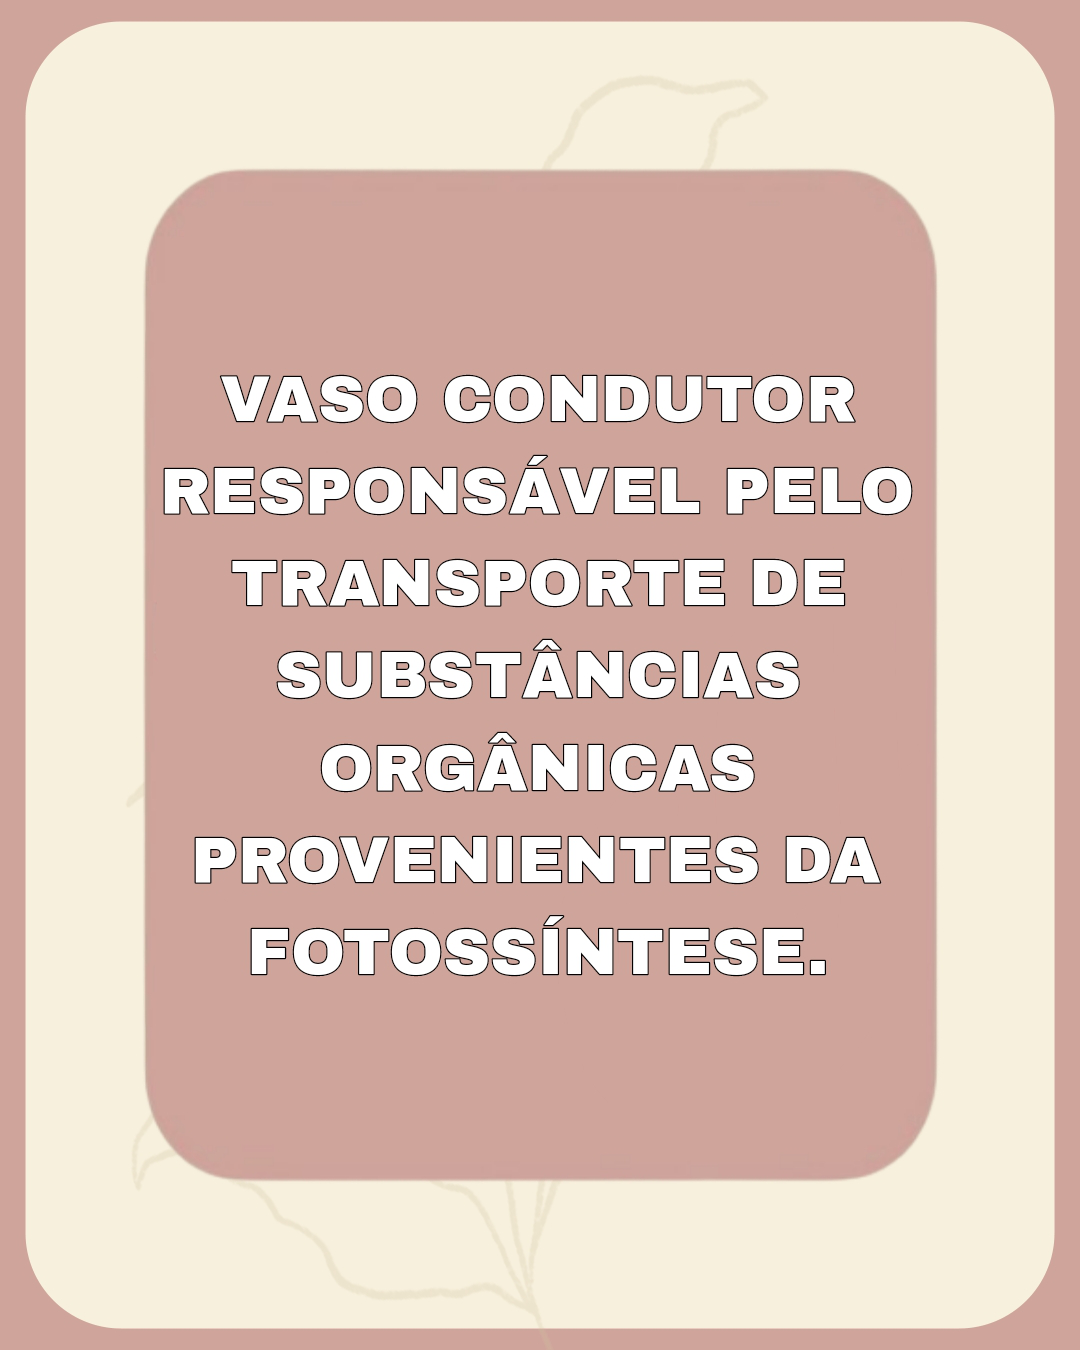 VASO CONDUTOR
RESPONSÁVEL PELO
TRANSPORTE DE
SUBSTÂNCIAS
ORGÂNICAS
PROVENIENTES DA
FOTOSSÍNTESE.